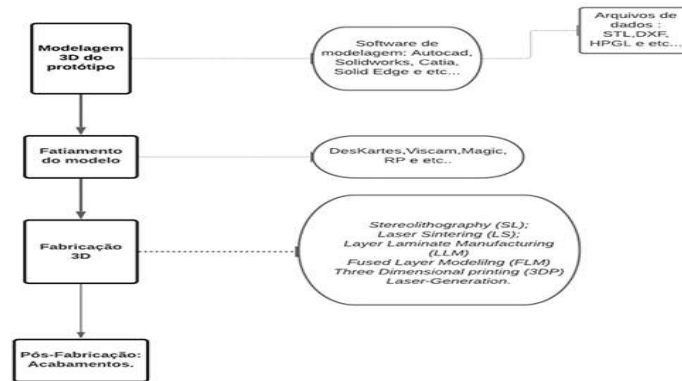 Modelagem
3D do
protótipo
Software de
modelagem: Autocad,
Solidworks, Catia,
Solid Edge e etc...
Arquivos de
dados :
STL,DXF,
HPGL e etc...
Fatiamento
do modelo
DesKartes,Viscam,Magic,
RP e etc..
Fabricação
3D
Stereolithography (SL);
Laser Sintering (LS);
Layer Laminate Manufacturing
(LLM)
Fused Layer Modelilng (FLM)
Three Dimensional printing (3DP)
Laser-Generation.
Pós-Fabricação:
Acabamentos.